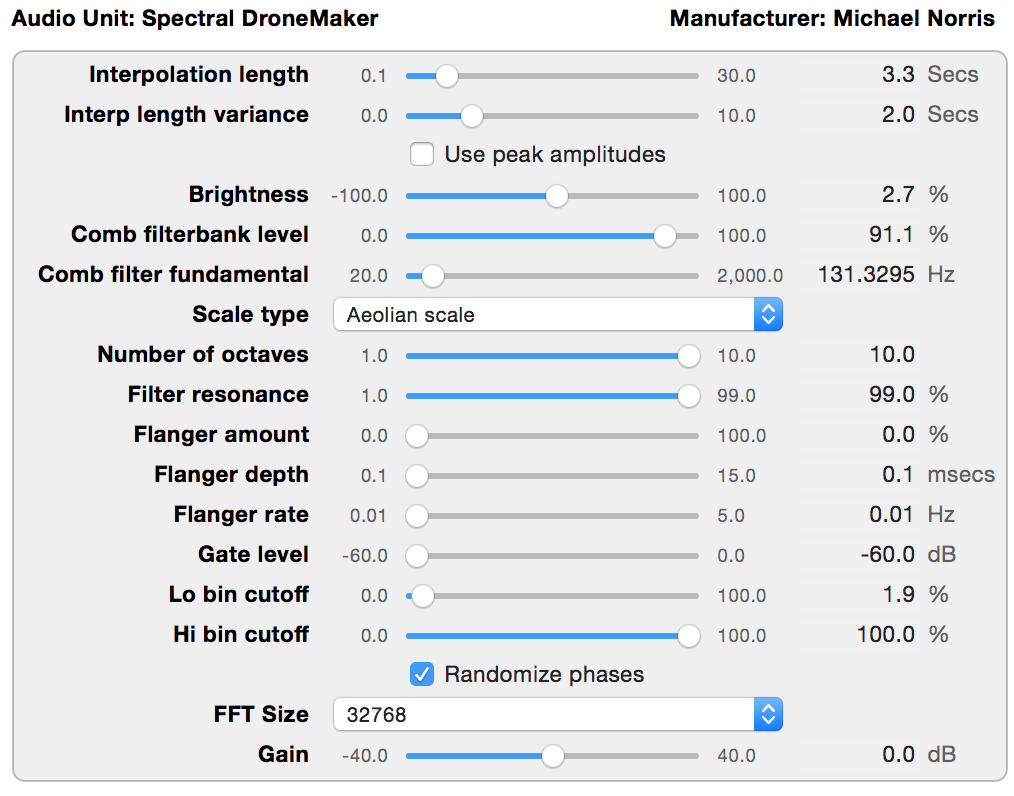 Audio Unit: Spectral DroneMaker Manufacturer: Michael Norris
Interpolation length 0.1 30.0 3.3 Secs
Interp length variance 0.0 10.0 2.0 Secs
Use peak amplitudes
Brightness -100.0 100.0 2.7 %
Comb filterbank level 0.0 100.0 91.1 %
Comb filter fundamental 20.0 2,000.0 131.3295 Hz
Scale type Aeolian scale
Number of octaves 1.0 10.0 10.0
Filter resonance 1.0 99.0 99.0 %
Flanger amount 0.0 100.0 0.0 %
Flanger depth 0.1 15.0 0.1 msecs
Flanger rate 0.01 5.0 0.01 Hz
Gate level -60.0 0.0 -60.0 dB
Lo bin cutoff 0.0 100.0 1.9 %
Hi bin cutoff 0.0 100.0 100.0 %
Randomize phases
FFT Size 32768
Gain -40.0 40.0 0.0 dB